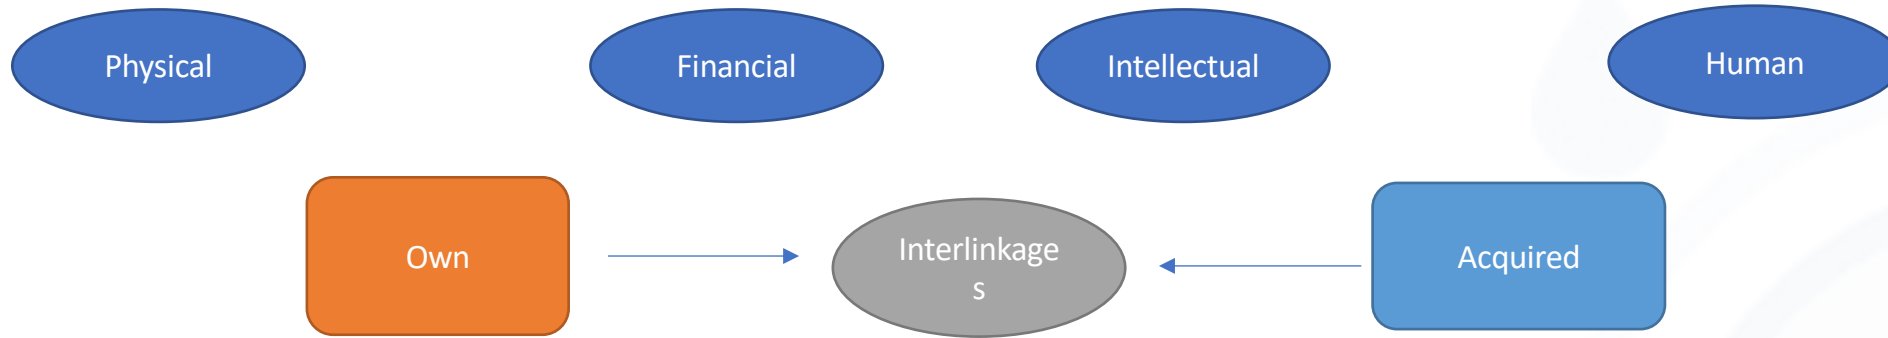 Physical
Financial
Intellectual
Human
Own
Interlinkage
s
Acquired